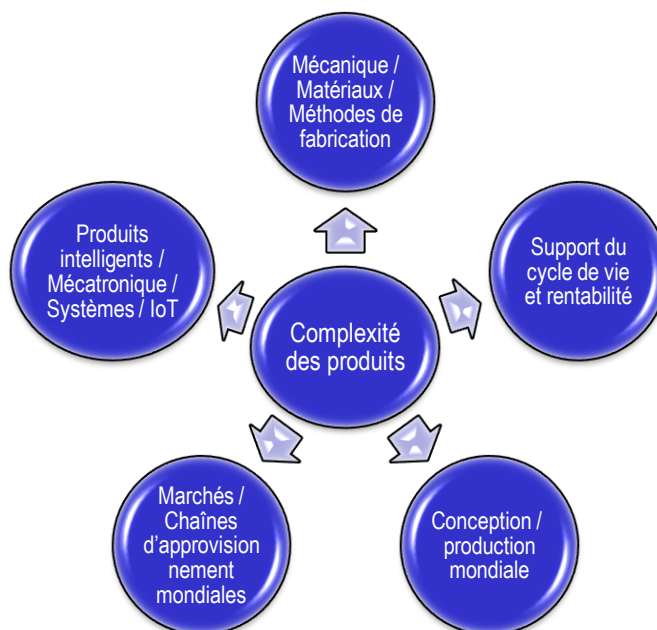 Mécanique /
Matériaux /
Méthodes de
fabrication
Produits
intelligents /
Mécatronique /
Systèmes / IoT
Support du
cycle de vie
et rentabilité
Complexité
des produits
Marchés /
Chaînes
d’approvision
nement
mondiales
Conception /
production
mondiale